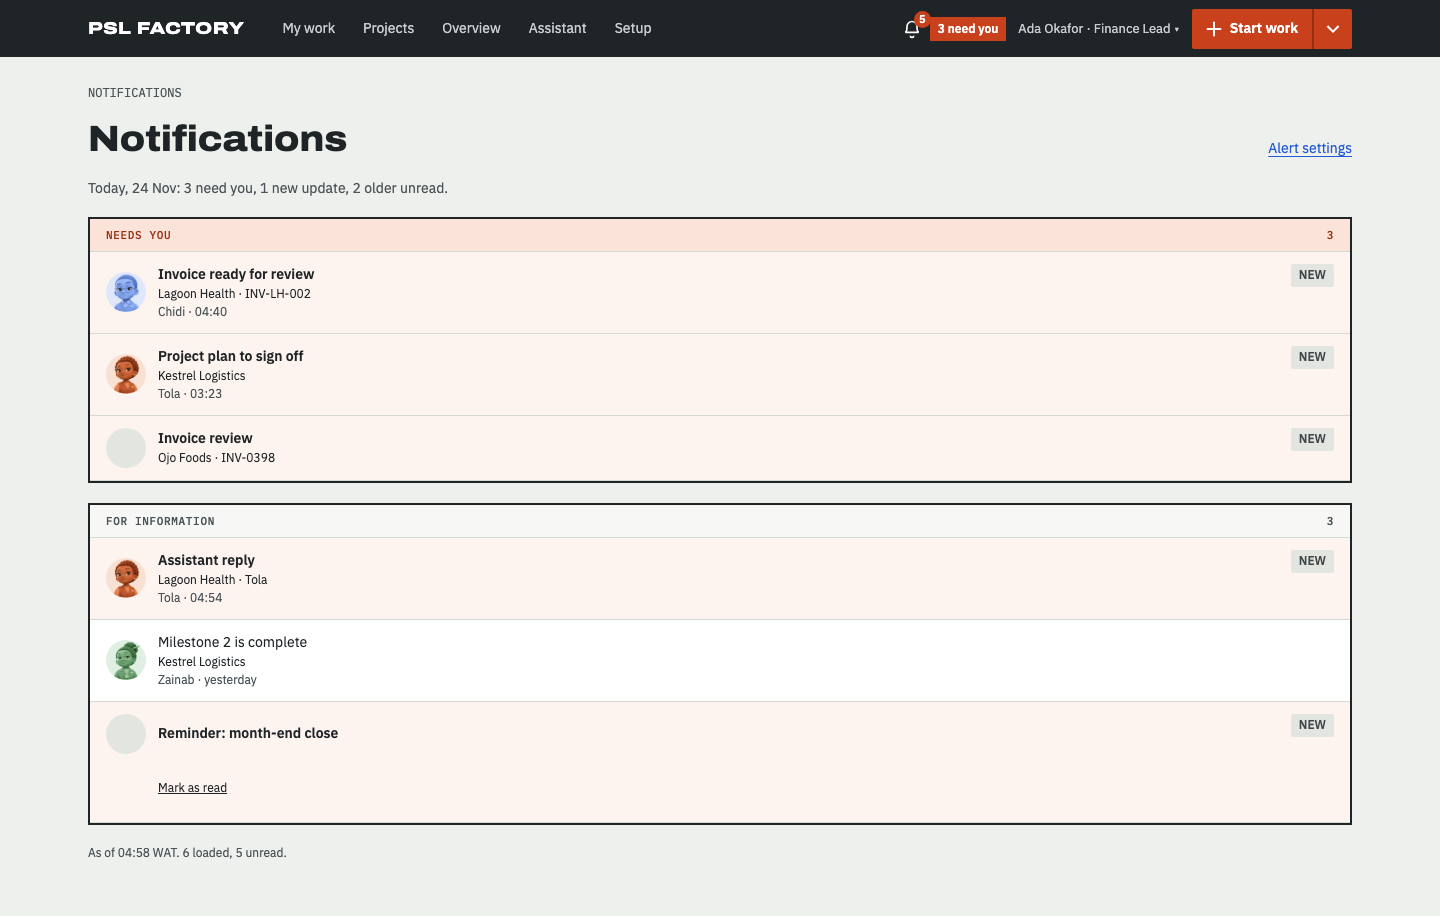 PSL FACTORY
My work
Projects
Overview
Assistant
Setup
5
3 need you
Ada Okafor · Finance Lead ▾
Start work
NOTIFICATIONS
Notifications
Alert settings
Today, 24 Nov: 3 need you, 1 new update, 2 older unread.
NEEDS YOU
3
Invoice ready for review
NEW
Lagoon Health · INV-LH-002
Chidi · 04:40
Project plan to sign off
NEW
Kestrel Logistics
Tola · 03:23
Invoice review
NEW
Ojo Foods · INV-0398
FOR INFORMATION
3
Assistant reply
NEW
Lagoon Health · Tola
Tola · 04:54
Milestone 2 is complete
Kestrel Logistics
Zainab · yesterday
Reminder: month-end close
NEW
Mark as read
As of 04:58 WAT. 6 loaded, 5 unread.